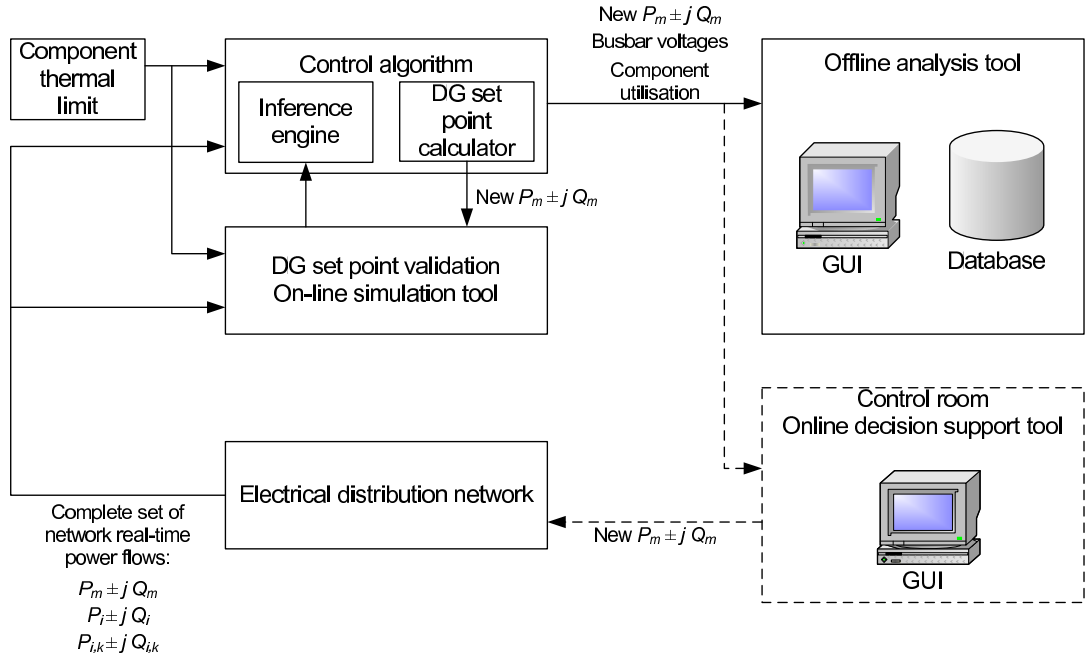 Component
thermal
limit
Control algorithm
Inference
engine
DG set
point
calculator
New Pm ± j Qm
Busbar voltages
Component
utilisation
Offline analysis tool
GUI
Database
New Pm ± j Qm
DG set point validation
On-line simulation tool
Control room
Online decision support tool
GUI
New Pm ± j Qm
Electrical distribution network
Complete set of
network real-time
power flows:
Pm ± j Qm
Pi ± j Qi
Pi,k ± j Qi,k